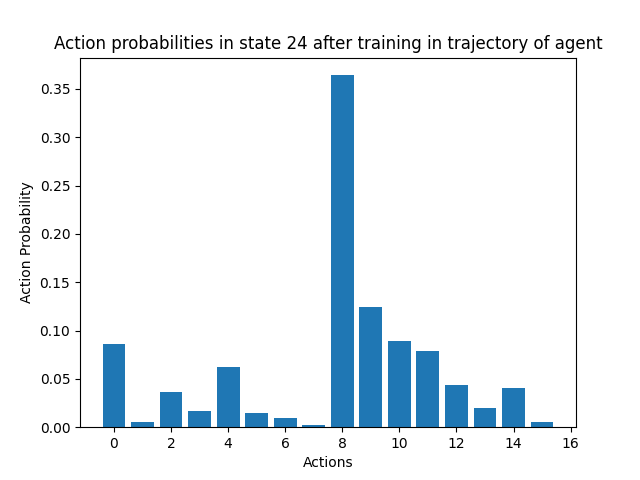 Action probabilities in state 24 after training in trajectory of agent
0.35
0.30
0.25
0.20
0.15
0.10
0.05
0.00
Action Probability
0 2 4 6 8 10 12 14 16
Actions